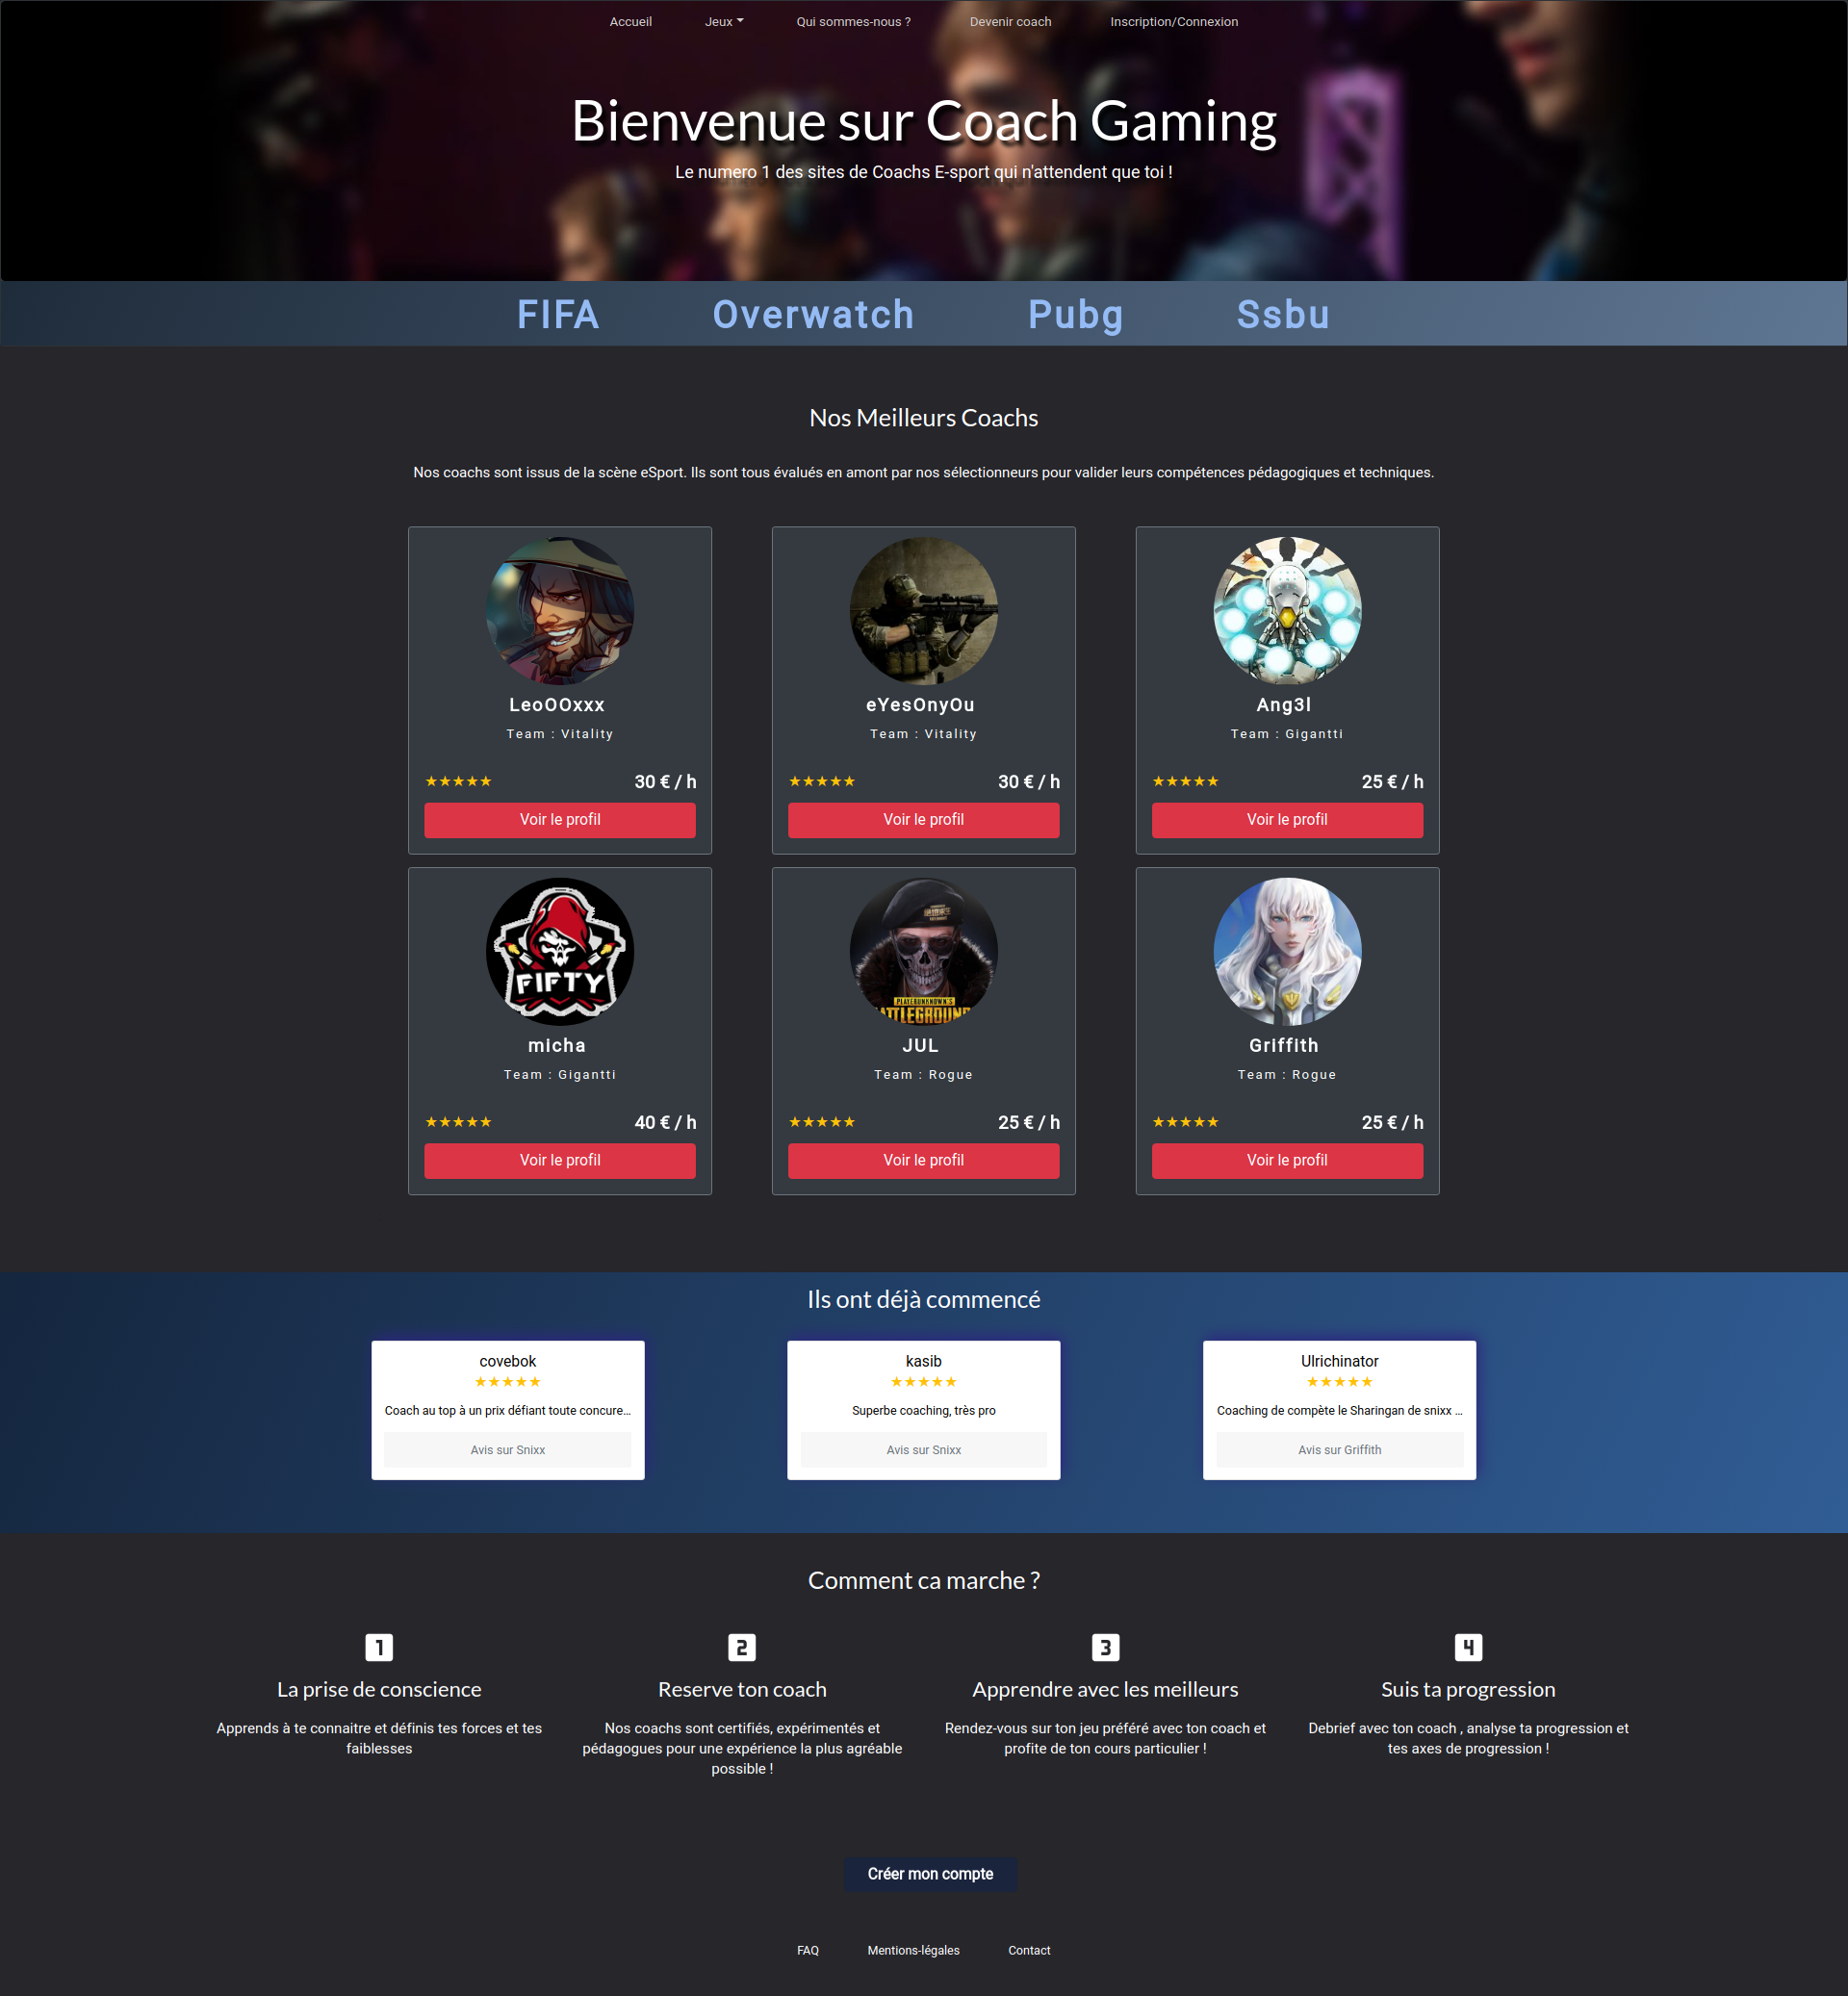 Accueil Jeux Qui sommes-nous ? Devenir coach Inscription/Connexion
Bienvenue sur Coach Gaming
Le numero 1 des sites de Coachs E-sport qui n'attendent que toi !
FIFA Overwatch Pubg Ssbu
Nos Meilleurs Coachs
Nos coachs sont issus de la scène eSport. Ils sont tous évalués en amont par nos sélectionneurs pour valider leurs compétences pédagogiques et techniques.
LeoOOxxx
Team : Vitality
★★★★★ 30 € / h
Voir le profil
eYesOnyOu
Team : Vitality
★★★★★ 30 € / h
Voir le profil
Ang3l
Team : Gigantti
★★★★★ 25 € / h
Voir le profil
FIFTY
micha
Team : Gigantti
★★★★★ 40 € / h
Voir le profil
PLAYERUNKNOWN'S
BATTLEGROUNDS
JUL
Team : Rogue
★★★★★ 25 € / h
Voir le profil
Griffith
Team : Rogue
★★★★★ 25 € / h
Voir le profil
Ils ont déjà commencé
covebok
★★★★★
Coach au top à un prix défiant toute concure...
Avis sur Snixx
kasib
★★★★★
Superbe coaching, très pro
Avis sur Snixx
Ulrichinator
★★★★★
Coaching de compète le Sharingan de snixx ...
Avis sur Griffith
Comment ca marche ?
1
La prise de conscience
Apprends à te connaitre et définis tes forces et tes
faiblesses
2
Reserve ton coach
Nos coachs sont certifiés, expérimentés et
pédagogues pour une expérience la plus agréable
possible !
3
Apprendre avec les meilleurs
Rendez-vous sur ton jeu préféré avec ton coach et
profite de ton cours particulier !
4
Suis ta progression
Debrief avec ton coach , analyse ta progression et
tes axes de progression !
Créer mon compte
FAQ Mentions-légales Contact